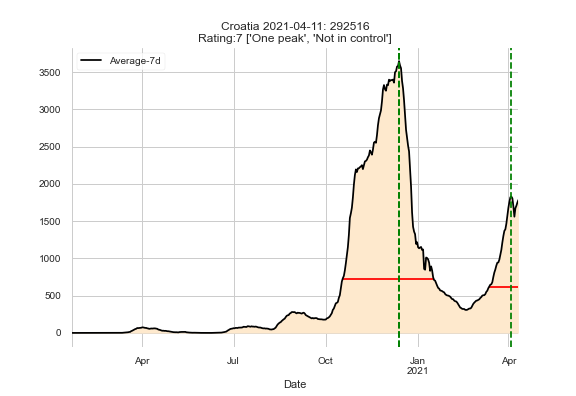 Croatia 2021-04-11: 292516
Rating:7 ['One peak', 'Not in control']
Average-7d
3500
3000
2500
2000
1500
1000
500
0
Apr
Jul
Oct
Jan
2021
Apr
Date